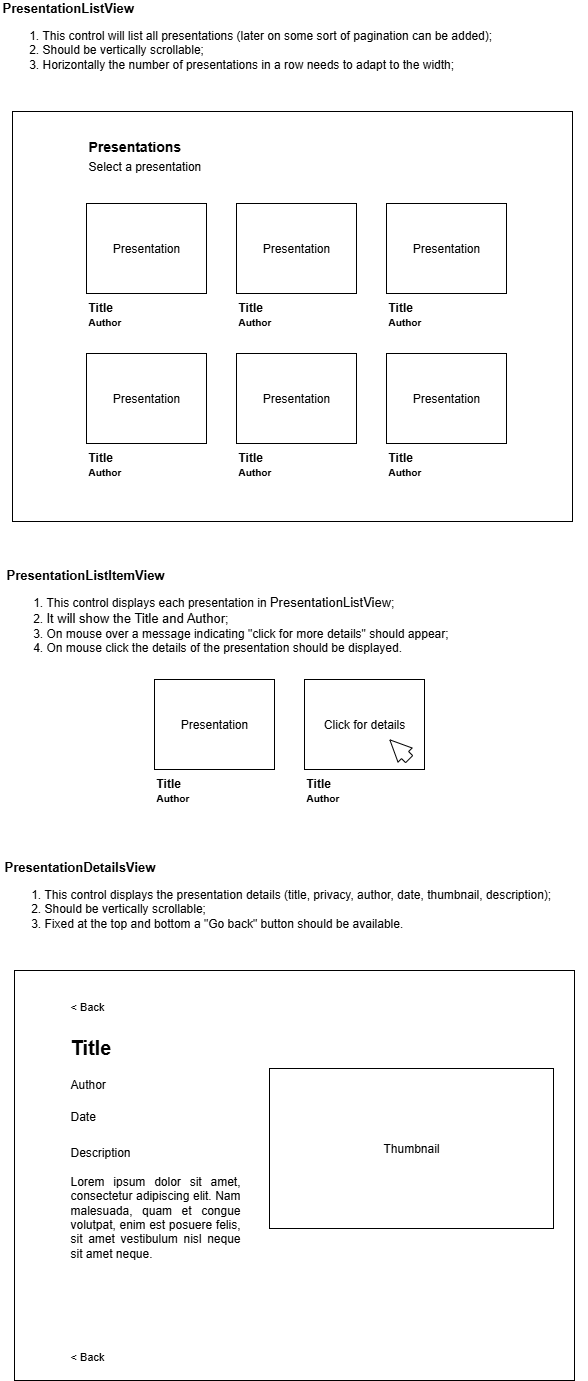 PresentationListView
1. This control will list all presentations (later on some sort of pagination can be added);
2. Should be vertically scrollable;
3. Horizontally the number of presentations in a row needs to adapt to the width;
Presentations
Select a presentation
Presentation Presentation Presentation
Title Title Title
Author Author Author
Presentation Presentation Presentation
Title Title Title
Author Author Author
PresentationListItemView
1. This control displays each presentation in PresentationListView;
2. It will show the Title and Author;
3. On mouse over a message indicating "click for more details" should appear;
4. On mouse click the details of the presentation should be displayed.
Presentation Click for details
Title Title
Author Author
PresentationDetailsView
1. This control displays the presentation details (title, privacy, author, date, thumbnail, description);
2. Should be vertically scrollable;
3. Fixed at the top and bottom a "Go back" button should be available.
< Back
Title
Author
Date
Description
Lorem ipsum dolor sit amet,
consectetur adipiscing elit. Nam
malesuada, quam et congue
volutpat, enim est posuere felis,
sit amet vestibulum nisl neque
sit amet neque.
Thumbnail
< Back